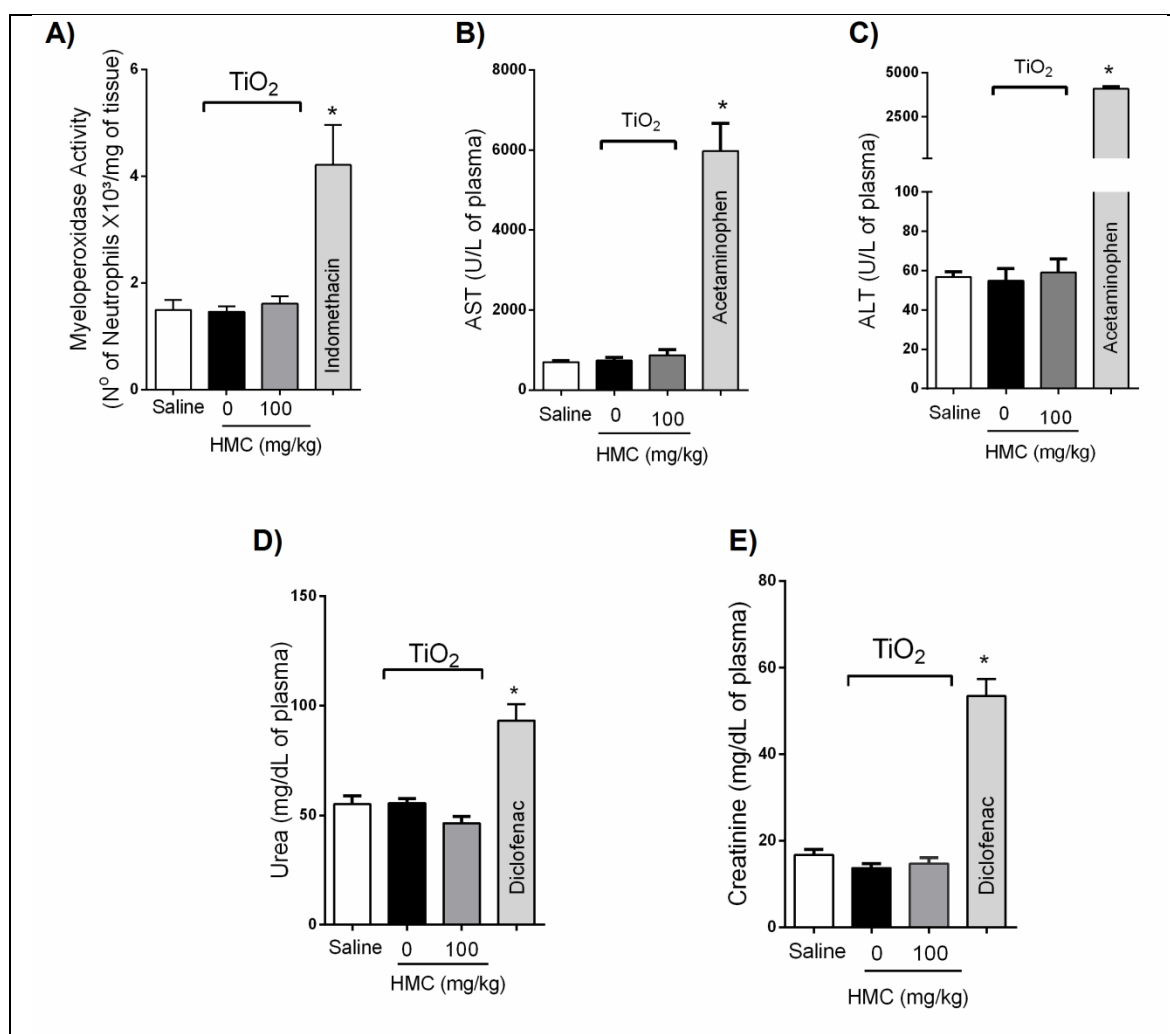 A)
Myeloperoxidase Activity
(Nº of Neutrophils X10³/mg of tissue)
6
4
2
0
TiO₂
*
Indomethacin
Saline
0
100
HMC (mg/kg)
B)
AST (U/L of plasma)
8000
6000
4000
2000
0
TiO₂
*
Acetaminophen
Saline
0
100
HMC (mg/kg)
C)
ALT (U/L of plasma)
5000
2500
100
80
60
40
20
0
TiO₂
*
Acetaminophen
Saline
0
100
HMC (mg/kg)
D)
Urea (mg/dL of plasma)
150
100
50
0
TiO₂
*
Diclofenac
Saline
0
100
HMC (mg/kg)
E)
Creatinine (mg/dL of plasma)
80
60
40
20
0
TiO₂
*
Diclofenac
Saline
0
100
HMC (mg/kg)